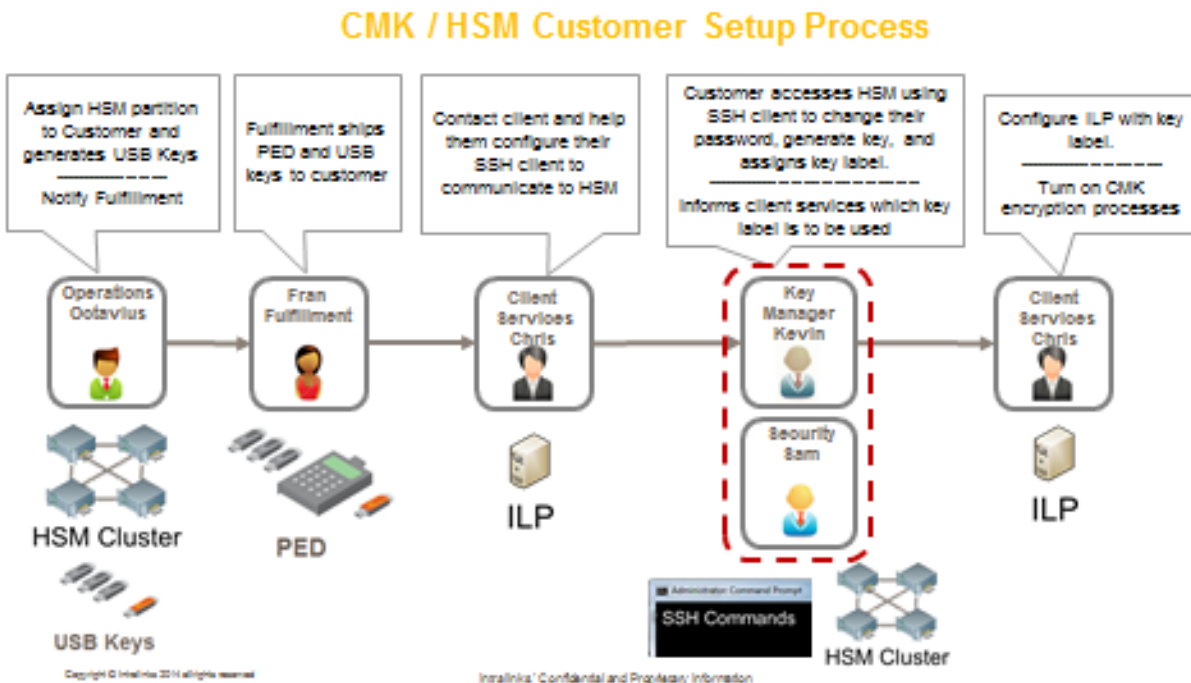 CMK / HSM Customer Setup Process
Assign HSM partition
to Customer and
generates USB Keys
Notify Fulfillment
Fulfillment ships
PED and USB
keys to customer
Contact client and help
them configure their
SSH client to
communicate to HSM
Customer accesses HSM using
SSH client to change their
password, generate key, and
assigns key label.
Informs client services which key
label is to be used
Configure ILP with key
label.
Turn on CMK
encryption processes
Operations
Octavius
Fran
Fulfillment
Client
Services
Chris
Key
Manager
Kevin
Client
Services
Chris
Security
Sam
HSM Cluster
PED
ILP
ILP
USB Keys
Administrator Command Prompt
SSH Commands
HSM Cluster
Copyright © Intralinks 2014 all rights reserved
Intralinks' Confidential and Proprietary Information